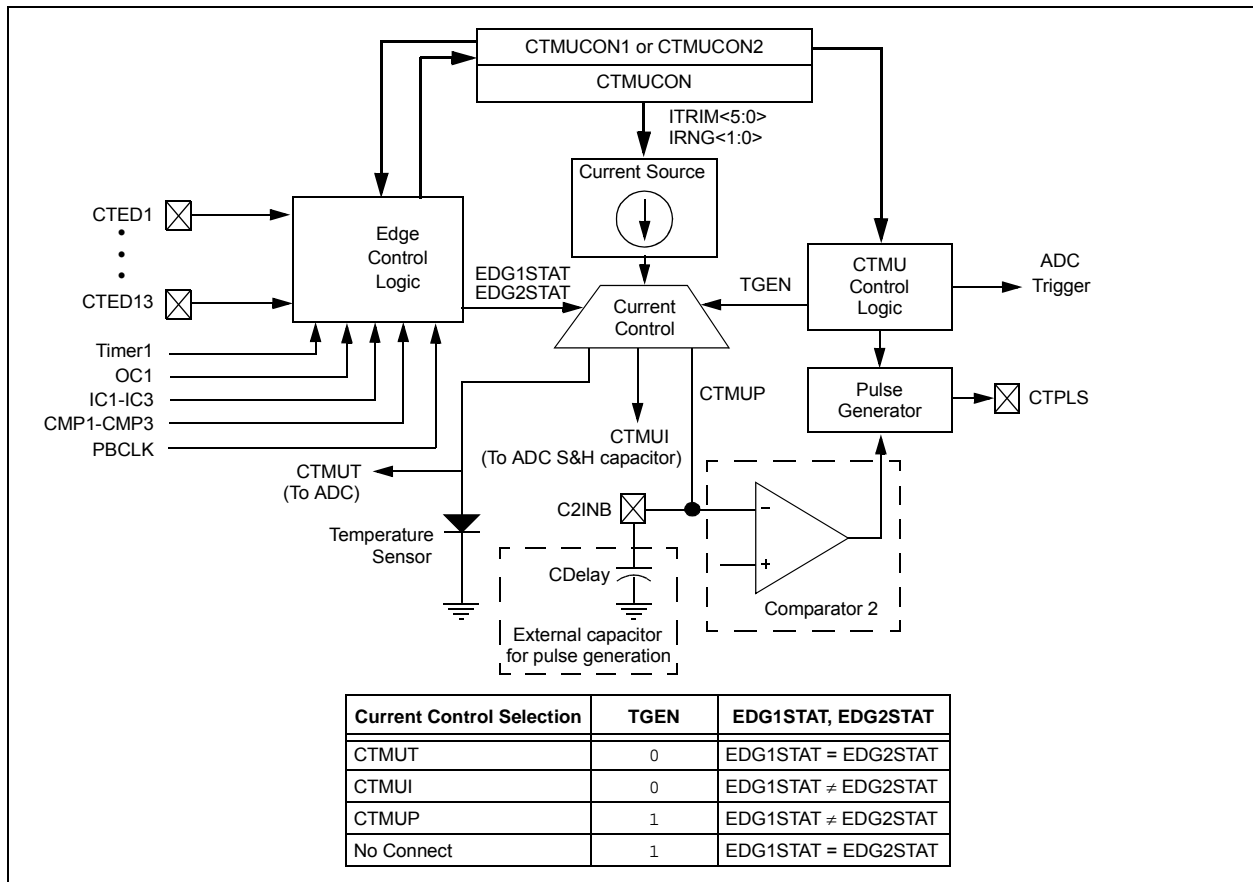 CTMUCON1 or CTMUCON2
CTMUCON
ITRIM<5:0>
IRNG<1:0>
Current Source
CTED1
CTED13
Edge
Control
Logic
EDG1STAT
EDG2STAT
Current
Control
TGEN
CTMU
Control
Logic
ADC
Trigger
Timer1
OC1
IC1-IC3
CMP1-CMP3
PBCLK
CTMUP
Pulse
Generator
CTPLS
CTMUI
(To ADC S&H capacitor)
CTMUT
(To ADC)
C2INB
Temperature
Sensor
CDelay
External capacitor
for pulse generation
−
+
Comparator 2
Current Control Selection TGEN EDG1STAT, EDG2STAT
CTMUT 0 EDG1STAT = EDG2STAT
CTMUI 0 EDG1STAT ≠ EDG2STAT
CTMUP 1 EDG1STAT ≠ EDG2STAT
No Connect 1 EDG1STAT = EDG2STAT